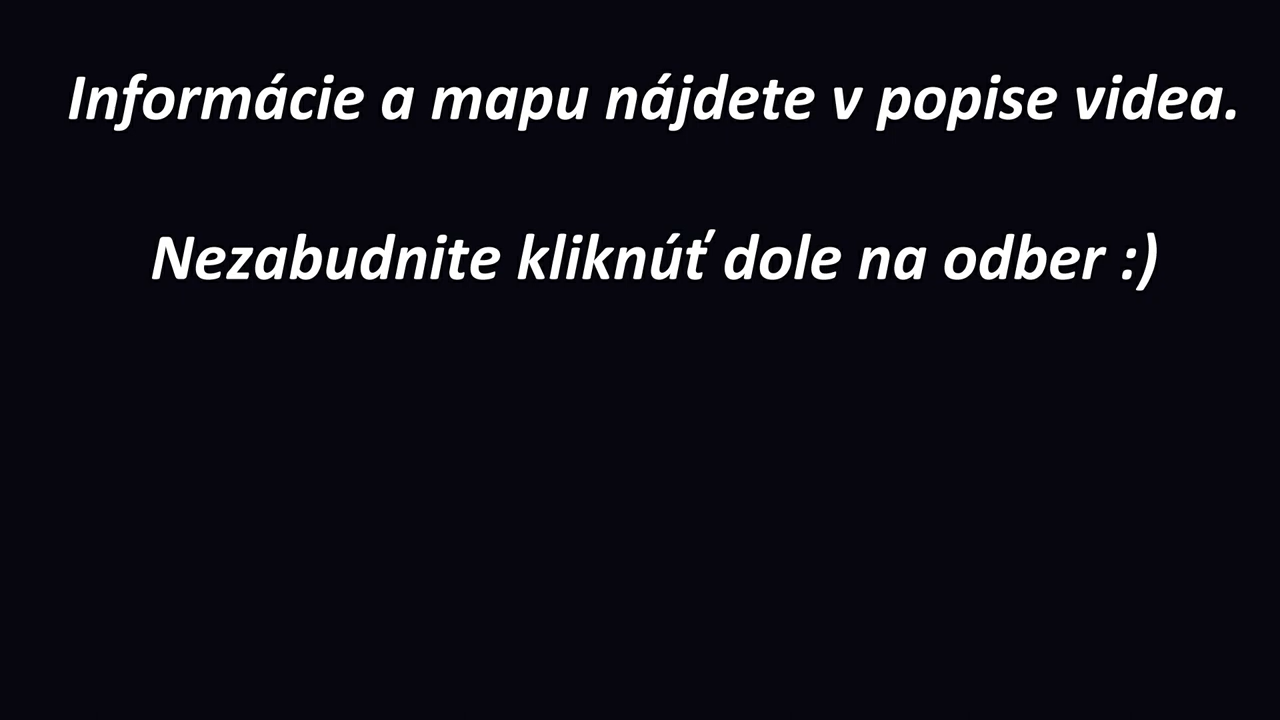 Informácie a mapu nájdete v popise videa.
Nezabudnite kliknúť dole na odber :)